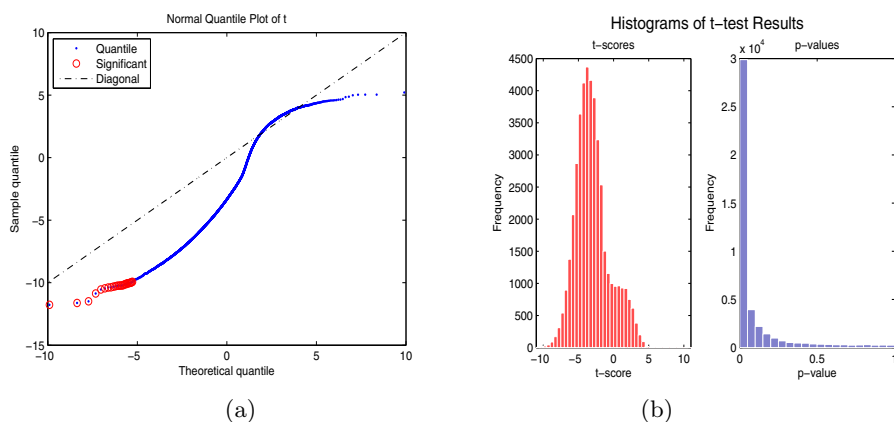 Normal Quantile Plot of t
10
5
0
−5
−10
−15
−10
−5
0
5
10
Sample quantile
Theoretical quantile
Quantile
Significant
Diagonal
(a)
Histograms of t−test Results
t−scores
4500
4000
3500
3000
2500
2000
1500
1000
500
0
−10
−5
0
5
10
Frequency
t−score
x 10⁴
p−values
3
2.5
2
1.5
1
0.5
0
0
0.5
1
Frequency
p−value
(b)